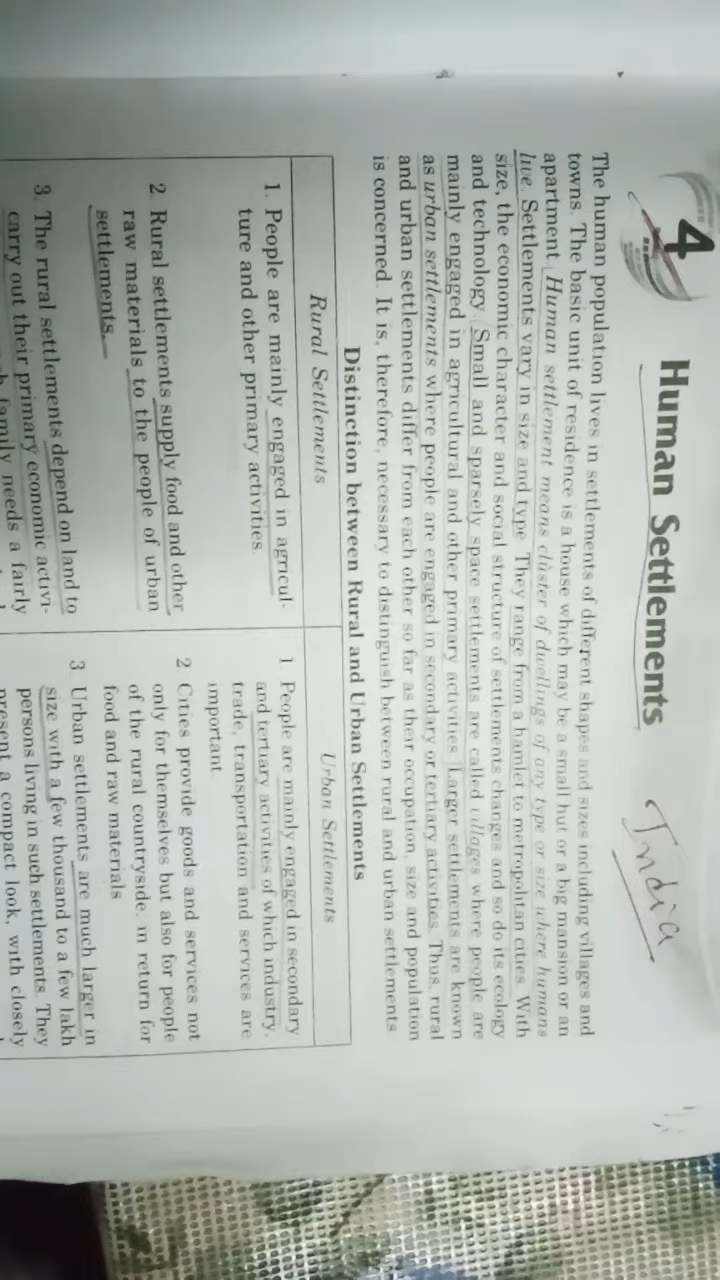 4
Human Settlements
India
The human population lives in settlements of different shapes and sizes including villages and
towns. The basic unit of residence is a house which may be a small hut or a big mansion or an
apartment. Human settlement means cluster of dwellings of any type or size where humans
live. Settlements vary in size and type. They range from a hamlet to metropolitan cities. With
size, the economic character and social structure of settlements changes and so do its ecology
and technology. Small and sparsely space settlements are called villages where people are
mainly engaged in agricultural and other primary activities. Larger settlements are known
as urban settlements where people are engaged in secondary or tertiary activities. Thus, rural
and urban settlements differ from each other so far as their occupation, size and population
is concerned. It is, therefore, necessary to distinguish between rural and urban settlements
Distinction between Rural and Urban Settlements
Rural Settlements
1. People are mainly engaged in agricul-
ture and other primary activities.
2. Rural settlements supply food and other
raw materials to the people of urban
settlements.
3. The rural settlements depend on land to
carry out their primary economic activi-
family needs a fairly
Urban Settlements
1. People are mainly engaged in secondary
and tertiary activities of which industry,
trade, transportation and services are
important.
2. Cities provide goods and services not
only for themselves but also for people
of the rural countryside, in return for
food and raw materials
3. Urban settlements are much larger in
size with a few thousand to a few lakh
persons living in such settlements. They
present a compact look, with closely